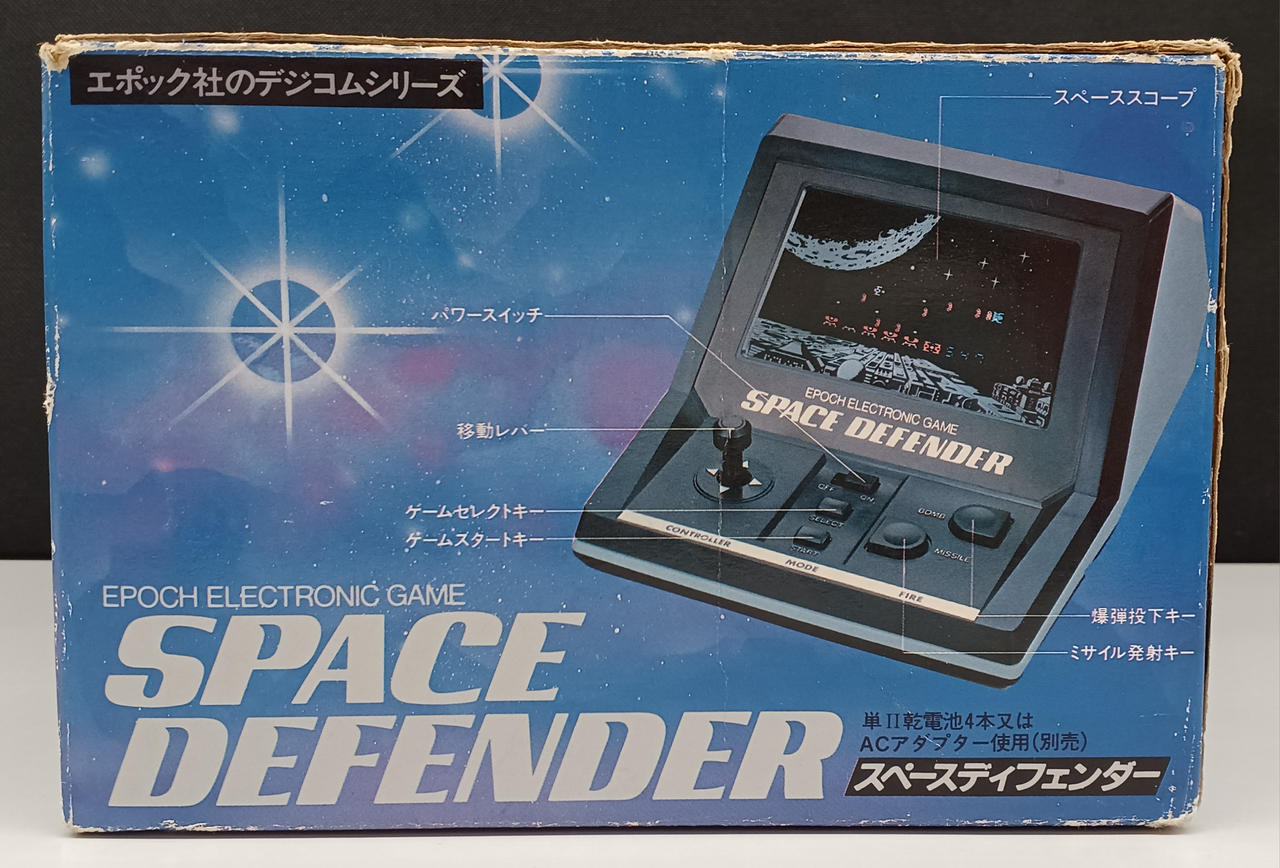 エポック社のデジコムシリーズ
スペーススコープ
パワースイッチ
EPOCH ELECTRONIC GAME
SPACE DEFENDER
移動レバー
OFF
ON
ゲームセレクトキー
SELECT
BOMB
ゲームスタートキー
START
MISSILE
CONTROLLER
MODE
FIRE
EPOCH ELECTRONIC GAME
SPACE
DEFENDER
爆弾投下キー
ミサイル発射キー
単II乾電池4本又は
ACアダプター使用(別売)
スペースディフェンダー